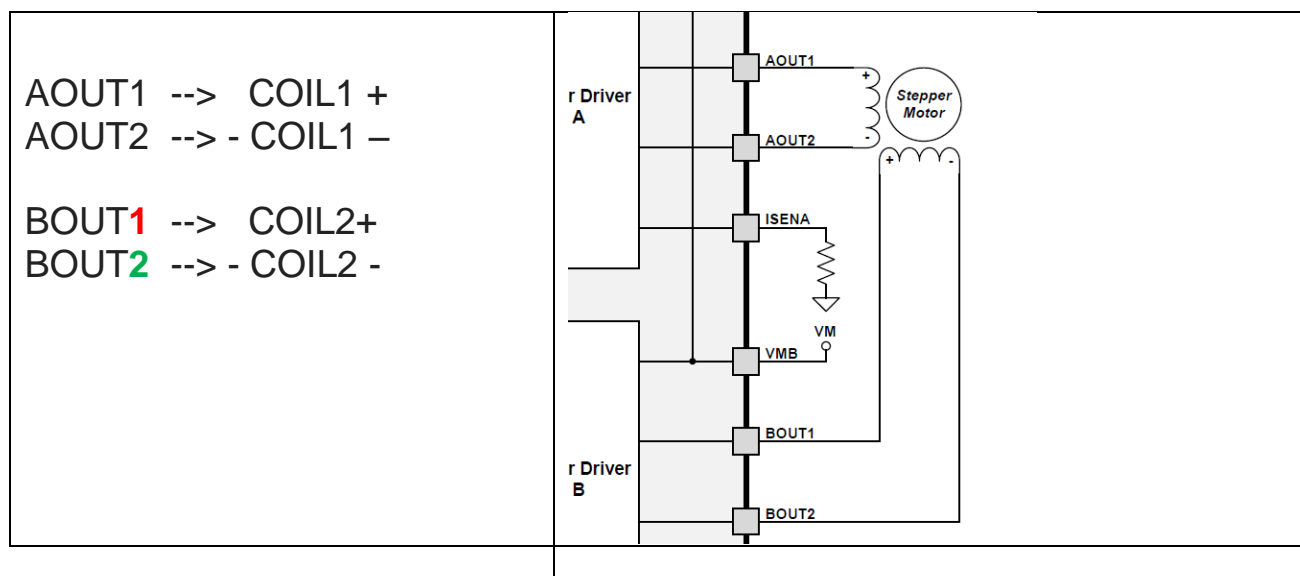 AOUT1 --> COIL1 +
AOUT2 --> - COIL1 –
BOUT1 --> COIL2+
BOUT2 --> - COIL2 -
r Driver
A
AOUT1
+
Stepper
Motor
AOUT2
-
+ -
ISENA
VM
VMB
BOUT1
r Driver
B
BOUT2